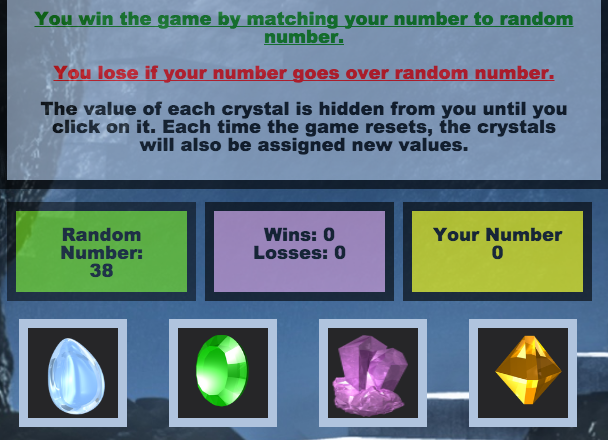 You win the game by matching your number to random
number.
You lose if your number goes over random number.
The value of each crystal is hidden from you until you
click on it. Each time the game resets, the crystals
will also be assigned new values.
Random
Number:
38
Wins: 0
Losses: 0
Your Number
0